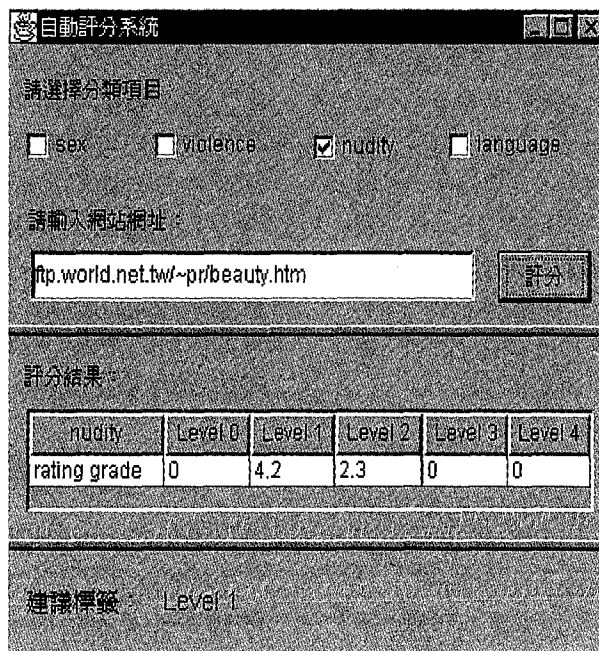 自動評分系統
請選擇分類項目
sex violence nudity language
請輸入網站網址：
ftp.world.net.tw/~pr/beauty.htm 評分
評分結果：
nudity Level 0 Level 1 Level 2 Level 3 Level 4
rating grade 0 4.2 2.3 0 0
建議標籤： Level 1